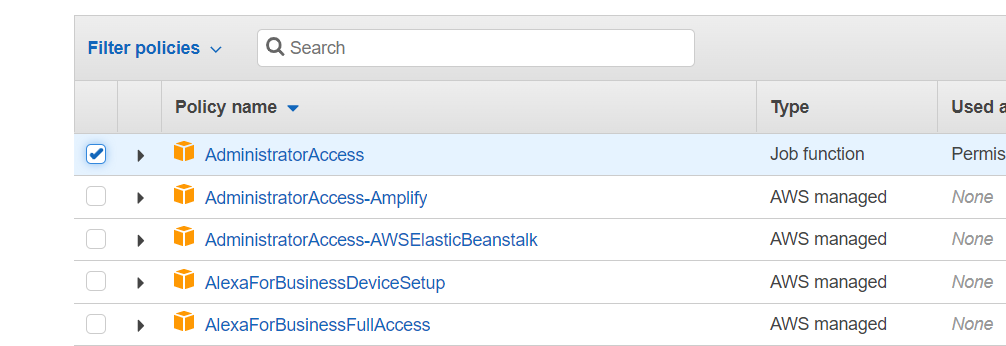 Filter policies Search
Policy name Type Used a
AdministratorAccess Job function Permis
AdministratorAccess-Amplify AWS managed None
AdministratorAccess-AWSElasticBeanstalk AWS managed None
AlexaForBusinessDeviceSetup AWS managed None
AlexaForBusinessFullAccess AWS managed None